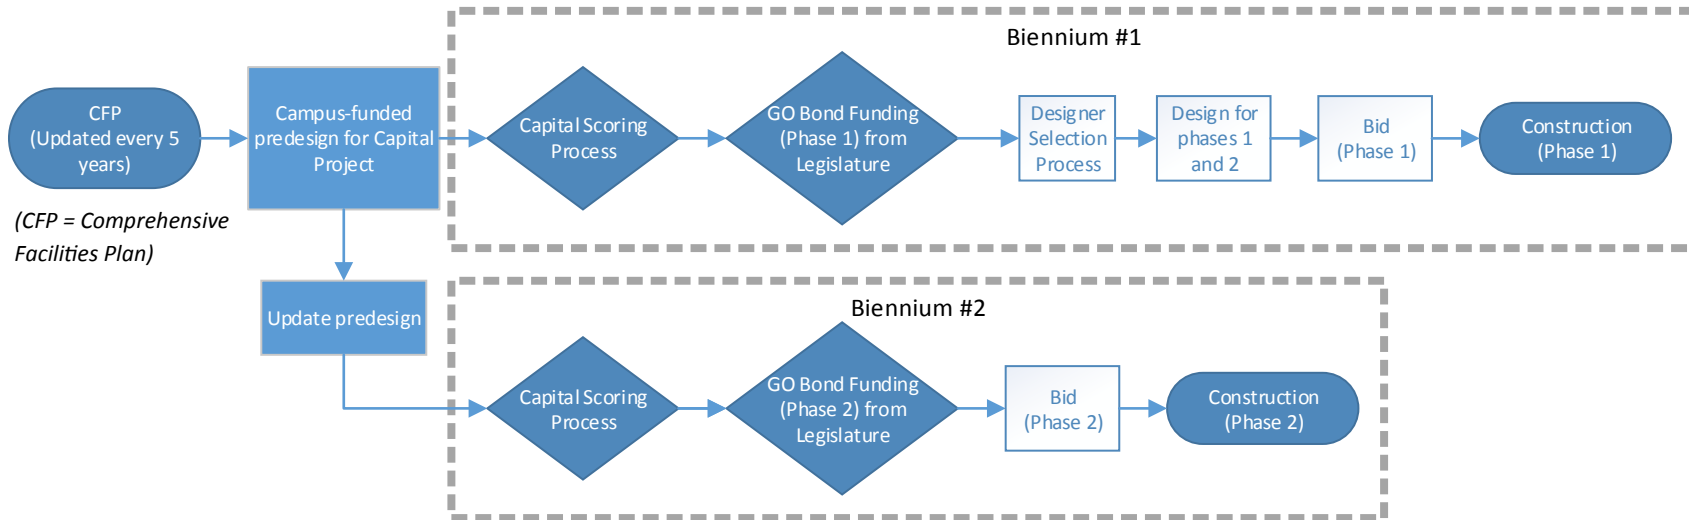 Biennium #1
CFP
(Updated every 5
years)
Campus-funded
predesign for Capital
Project
Capital Scoring
Process
GO Bond Funding
(Phase 1) from
Legislature
Designer
Selection
Process
Design for
phases 1
and 2
Bid
(Phase 1)
Construction
(Phase 1)
(CFP = Comprehensive
Facilities Plan)
Update predesign
Biennium #2
Capital Scoring
Process
GO Bond Funding
(Phase 2) from
Legislature
Bid
(Phase 2)
Construction
(Phase 2)